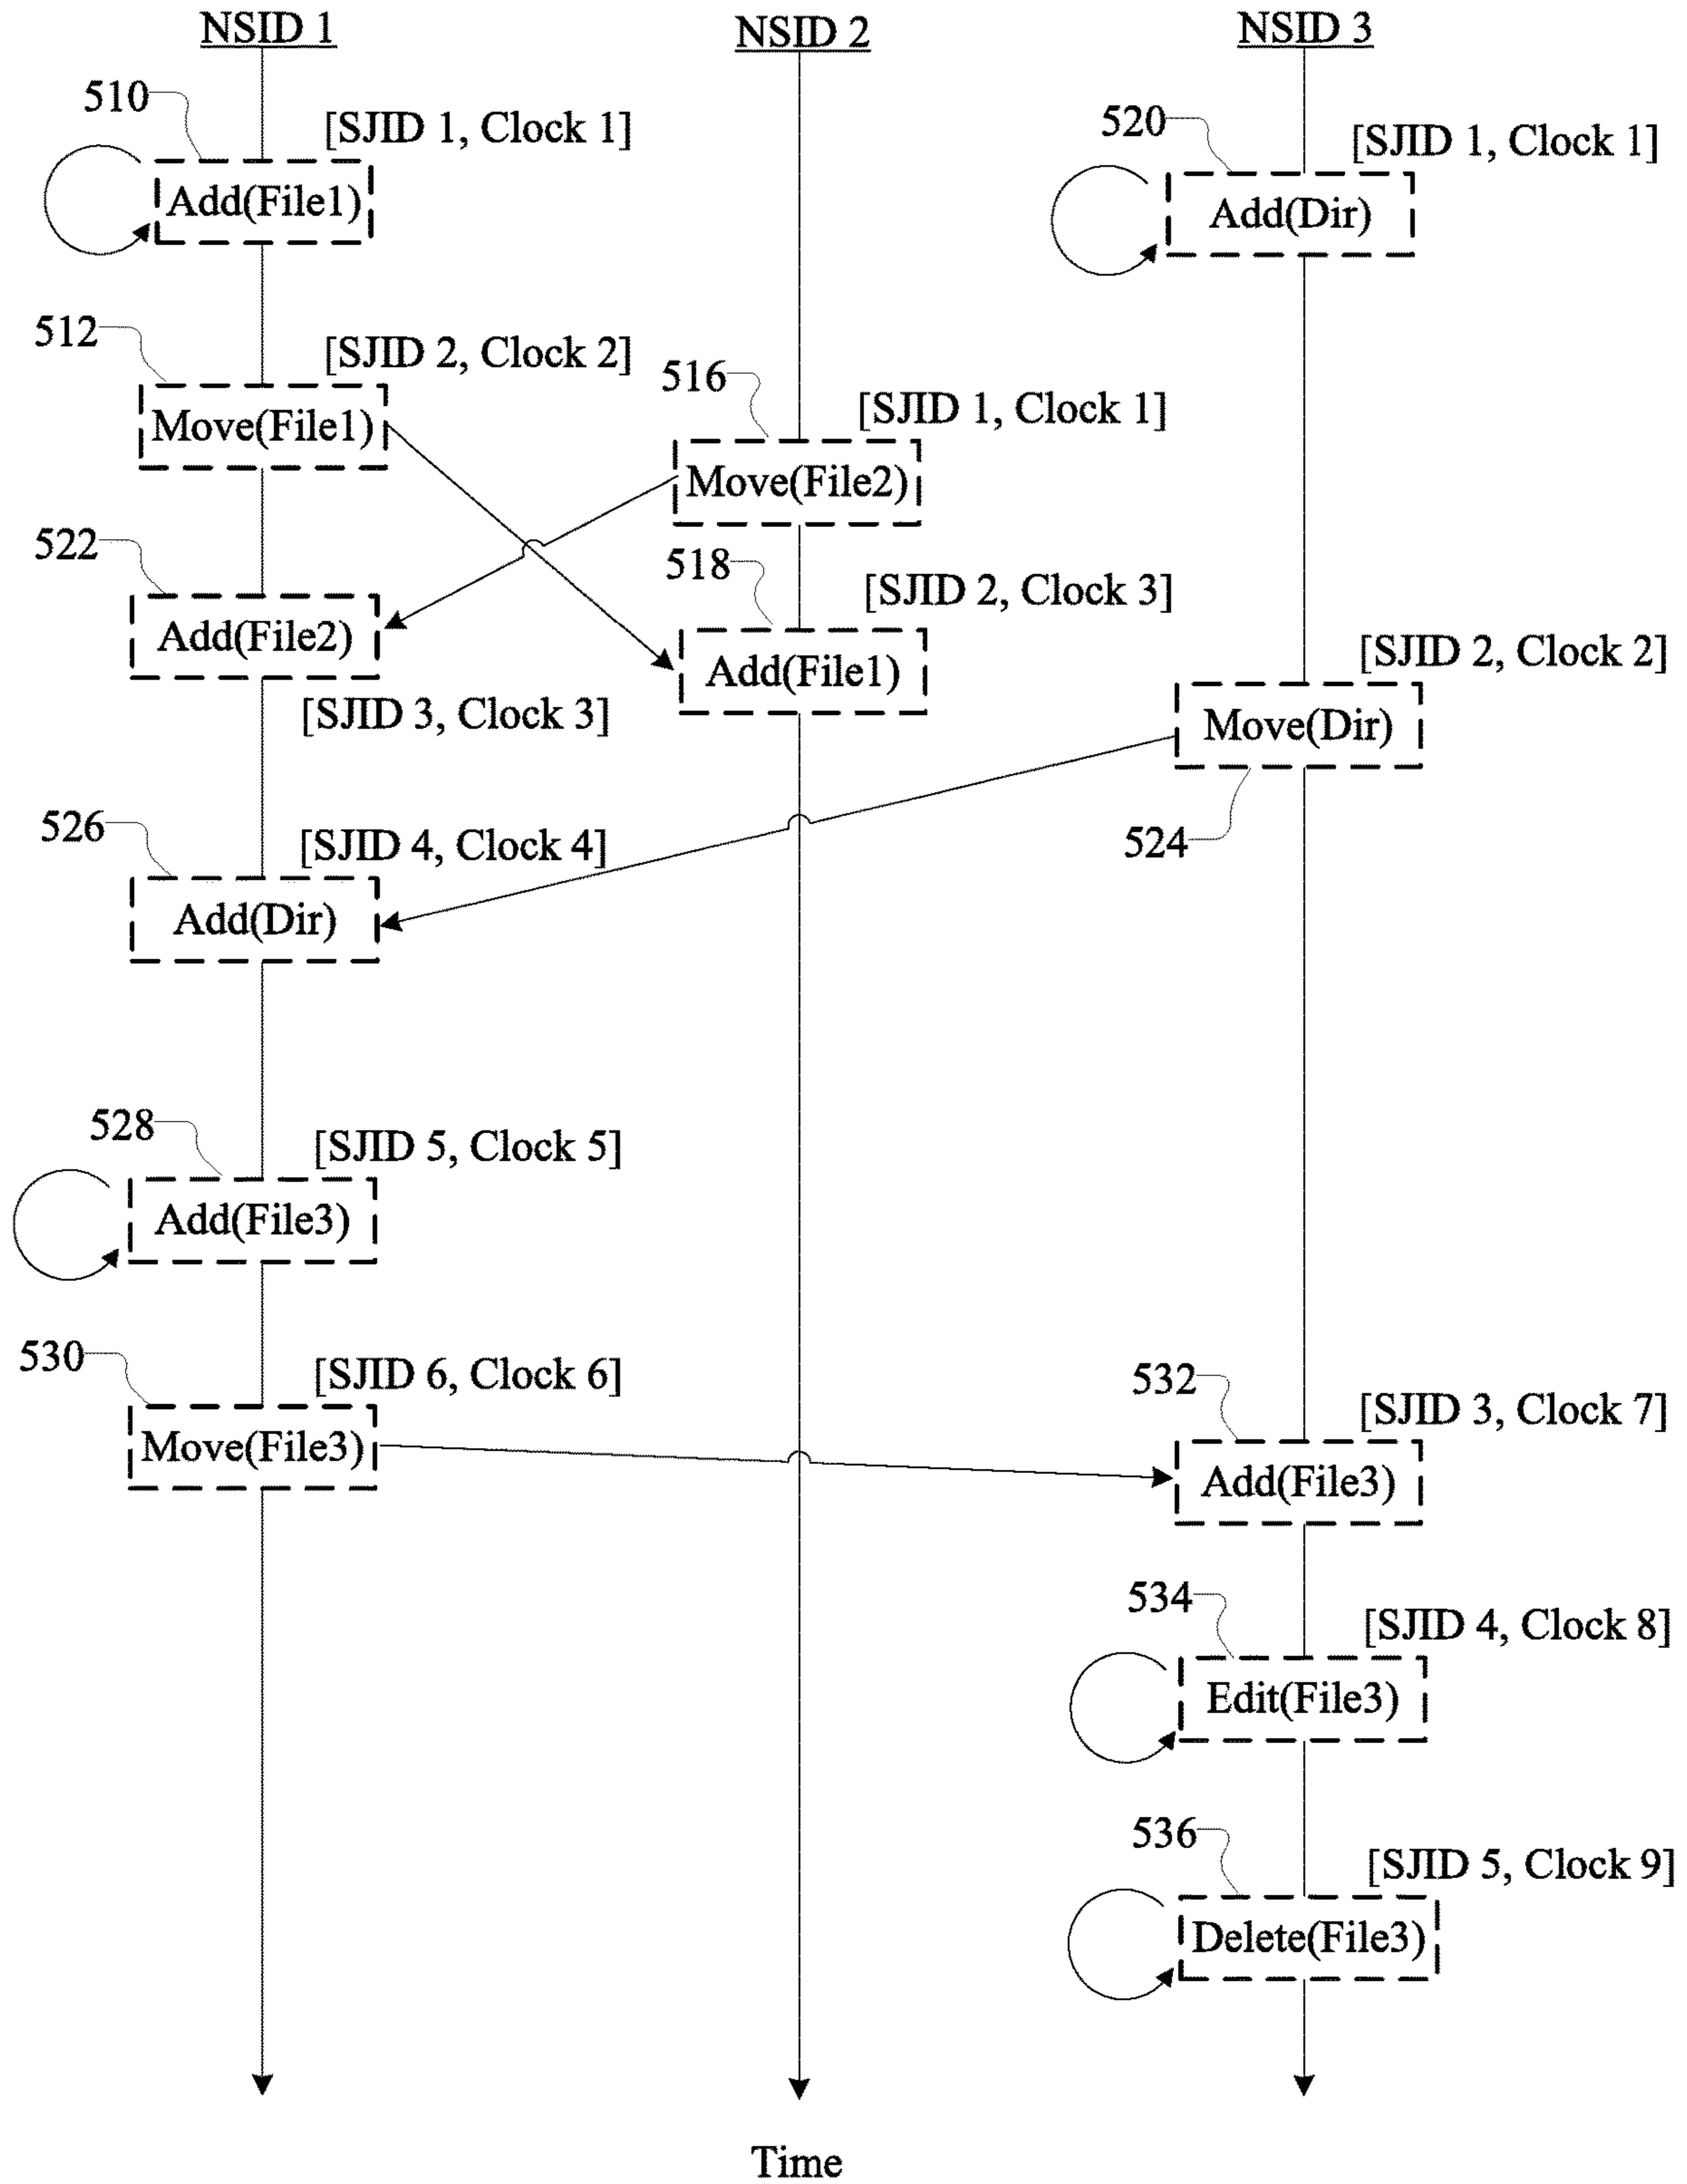 NSID 1
NSID 2
NSID 3
510
[SJID 1, Clock 1]
Add(File1)
520
[SJID 1, Clock 1]
Add(Dir)
512
[SJID 2, Clock 2]
Move(File1)
516
[SJID 1, Clock 1]
Move(File2)
522
Add(File2)
[SJID 3, Clock 3]
518
[SJID 2, Clock 3]
Add(File1)
[SJID 2, Clock 2]
Move(Dir)
524
526
[SJID 4, Clock 4]
Add(Dir)
528
[SJID 5, Clock 5]
Add(File3)
530
[SJID 6, Clock 6]
Move(File3)
532
[SJID 3, Clock 7]
Add(File3)
534
[SJID 4, Clock 8]
Edit(File3)
536
[SJID 5, Clock 9]
Delete(File3)
Time